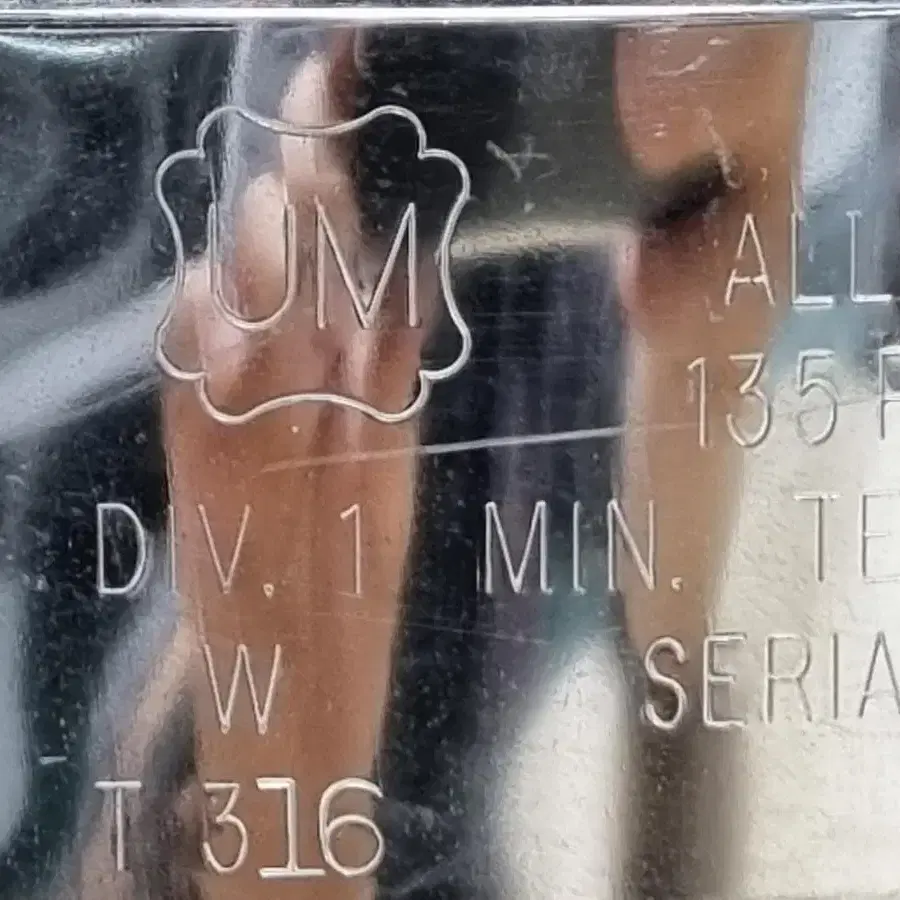 UM
ALL
135 F
DIV. 1 MIN. TE
W SERIA
T 316